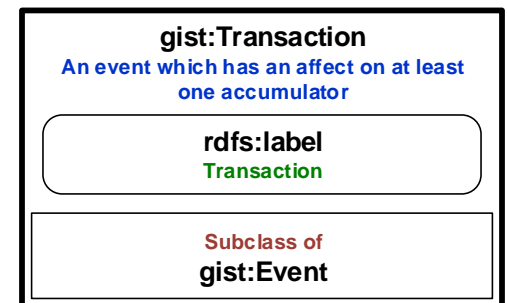 gist:Transaction
An event which has an affect on at least
one accumulator
rdfs:label
Transaction
Subclass of
gist:Event